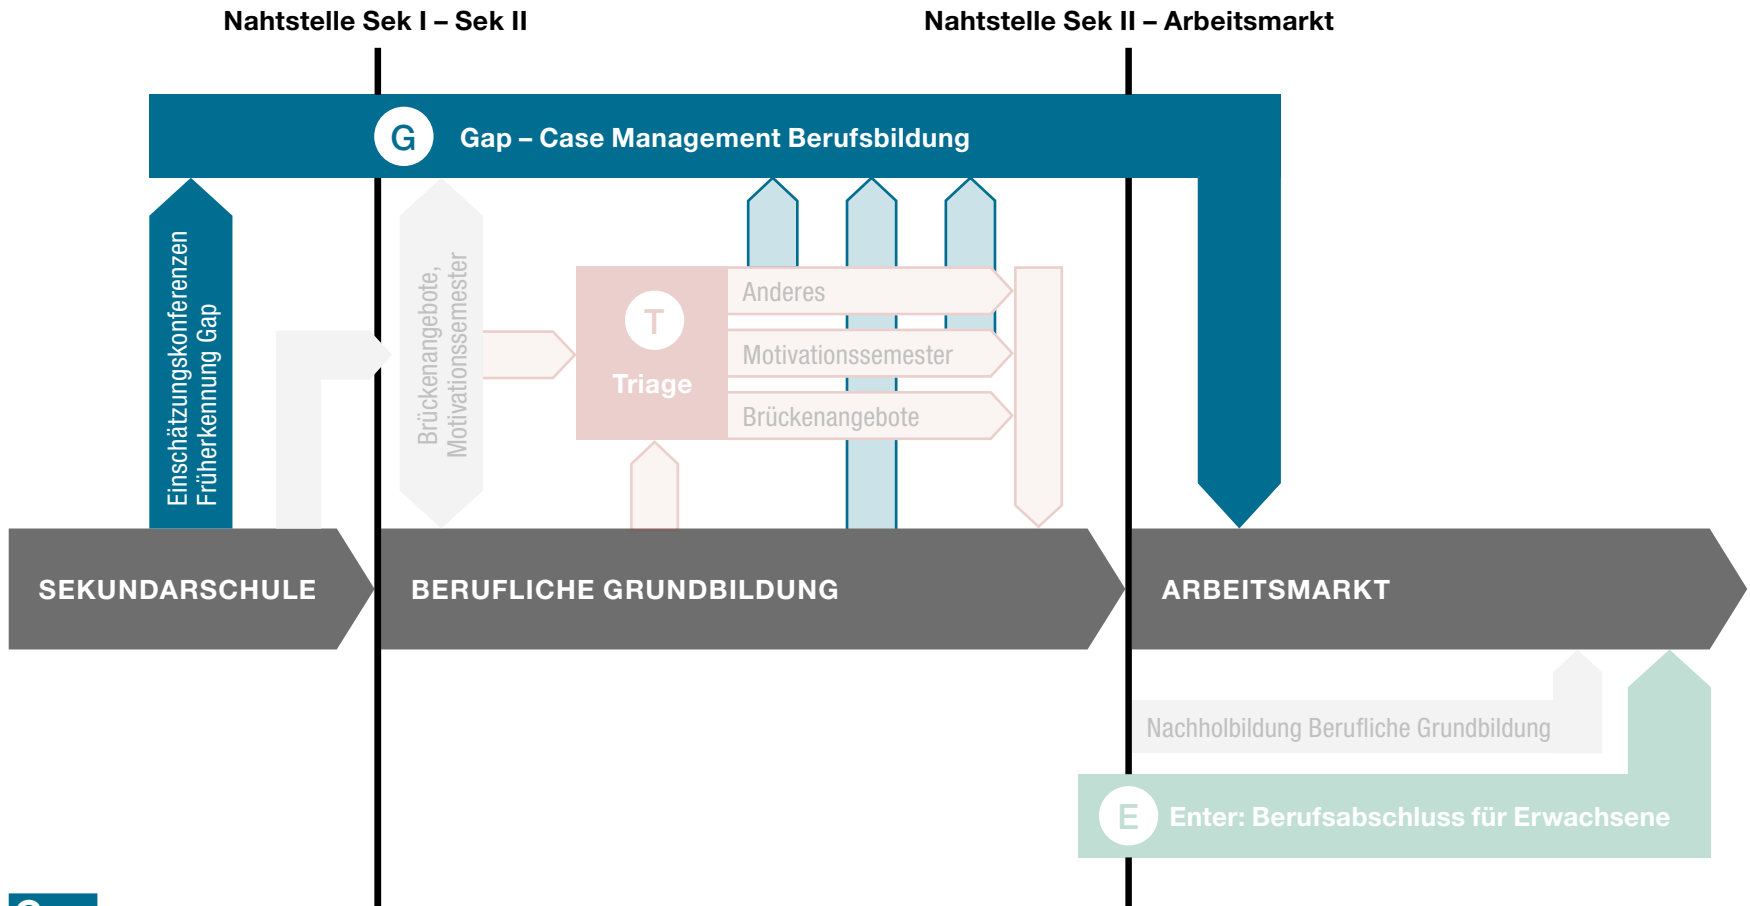 Nahtstelle Sek I – Sek II
Nahtstelle Sek II – Arbeitsmarkt
G
Gap – Case Management Berufsbildung
Einschätzungskonferenzen
Früherkennung Gap
Brückenangebote,
Motivationssemester
T
Triage
Anderes
Motivationssemester
Brückenangebote
SEKUNDARSCHULE
BERUFLICHE GRUNDBILDUNG
ARBEITSMARKT
Nachholbildung Berufliche Grundbildung
E
Enter: Berufsabschluss für Erwachsene